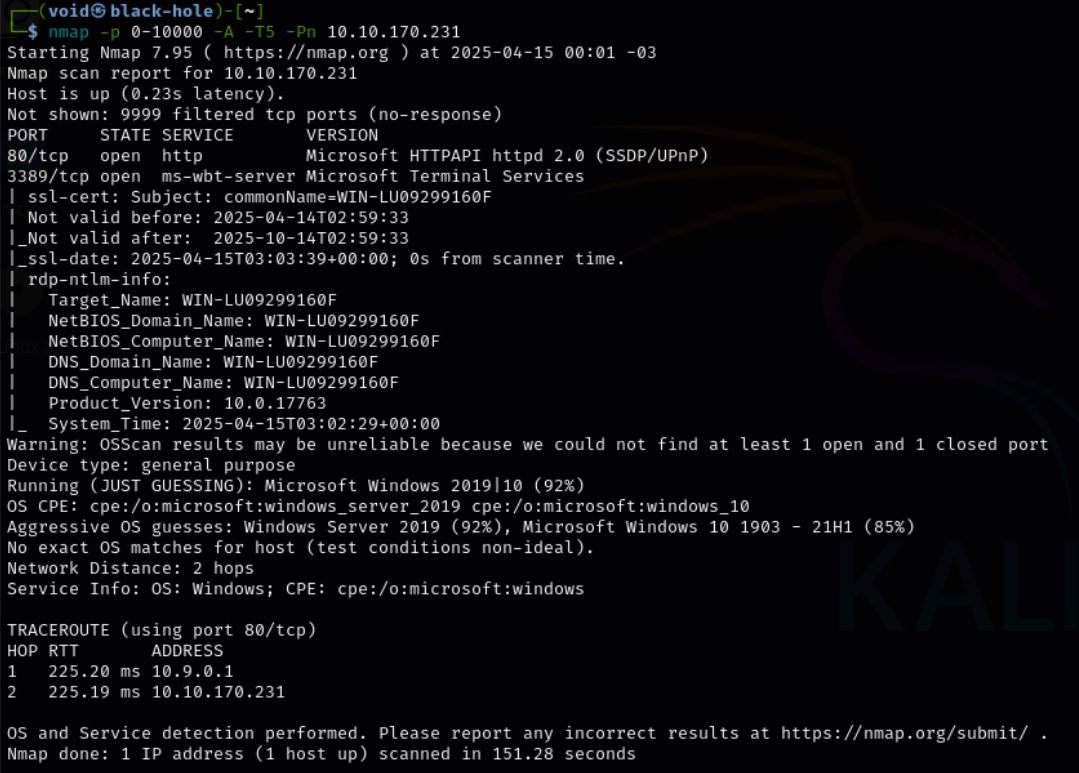 ┌──(void㉿black-hole)-[~]
└─$ nmap -p 0-10000 -A -T5 -Pn 10.10.170.231
Starting Nmap 7.95 ( https://nmap.org ) at 2025-04-15 00:01 -03
Nmap scan report for 10.10.170.231
Host is up (0.23s latency).
Not shown: 9999 filtered tcp ports (no-response)
PORT     STATE SERVICE       VERSION
80/tcp   open  http          Microsoft HTTPAPI httpd 2.0 (SSDP/UPnP)
3389/tcp open  ms-wbt-server Microsoft Terminal Services
| ssl-cert: Subject: commonName=WIN-LU09299160F
| Not valid before: 2025-04-14T02:59:33
|_Not valid after:  2025-10-14T02:59:33
|_ssl-date: 2025-04-15T03:03:39+00:00; 0s from scanner time.
| rdp-ntlm-info:
|   Target_Name: WIN-LU09299160F
|   NetBIOS_Domain_Name: WIN-LU09299160F
|   NetBIOS_Computer_Name: WIN-LU09299160F
|   DNS_Domain_Name: WIN-LU09299160F
|   DNS_Computer_Name: WIN-LU09299160F
|   Product_Version: 10.0.17763
|_  System_Time: 2025-04-15T03:02:29+00:00
Warning: OSScan results may be unreliable because we could not find at least 1 open and 1 closed port
Device type: general purpose
Running (JUST GUESSING): Microsoft Windows 2019|10 (92%)
OS CPE: cpe:/o:microsoft:windows_server_2019 cpe:/o:microsoft:windows_10
Aggressive OS guesses: Windows Server 2019 (92%), Microsoft Windows 10 1903 - 21H1 (85%)
No exact OS matches for host (test conditions non-ideal).
Network Distance: 2 hops
Service Info: OS: Windows; CPE: cpe:/o:microsoft:windows
KALI
TRACEROUTE (using port 80/tcp)
HOP RTT       ADDRESS
1   225.20 ms 10.9.0.1
2   225.19 ms 10.10.170.231
OS and Service detection performed. Please report any incorrect results at https://nmap.org/submit/ .
Nmap done: 1 IP address (1 host up) scanned in 151.28 seconds